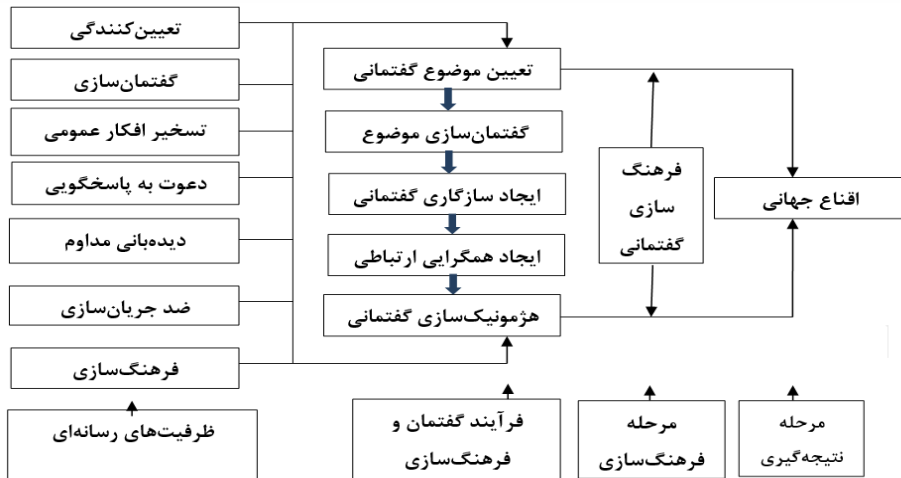 تعیین‌کنندگی
گفتمان‌سازی
تسخیر افکار عمومی
دعوت به پاسخگویی
دیده‌بانی مداوم
ضد جریان‌سازی
فرهنگ‌سازی
ظرفیت‌های رسانه‌ای
تعیین موضوع گفتمانی
گفتمان‌سازی موضوع
ایجاد سازگاری گفتمانی
ایجاد همگرایی ارتباطی
هژمونیک‌سازی گفتمانی
فرآیند گفتمان و
فرهنگ‌سازی
فرهنگ
سازی
گفتمانی
مرحله
فرهنگ‌سازی
اقناع جهانی
مرحله
نتیجه‌گیری